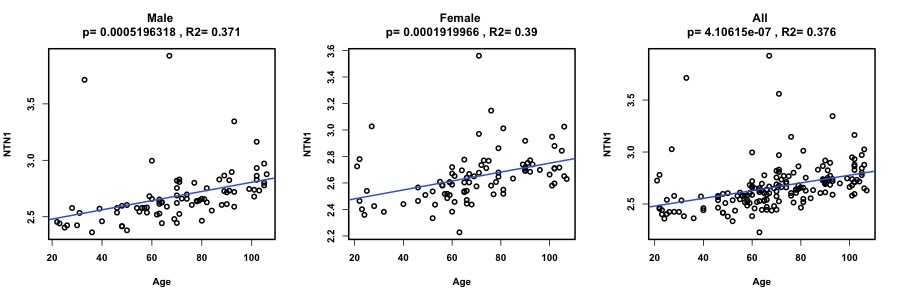 Male
p= 0.0005196318 , R2= 0.371
NTN1
3.5
3.0
2.5
20 40 60 80 100
Age
Female
p= 0.0001919966 , R2= 0.39
NTN1
3.6
3.4
3.2
3.0
2.8
2.6
2.4
2.2
20 40 60 80 100
Age
All
p= 4.10615e-07 , R2= 0.376
NTN1
3.5
3.0
2.5
20 40 60 80 100
Age